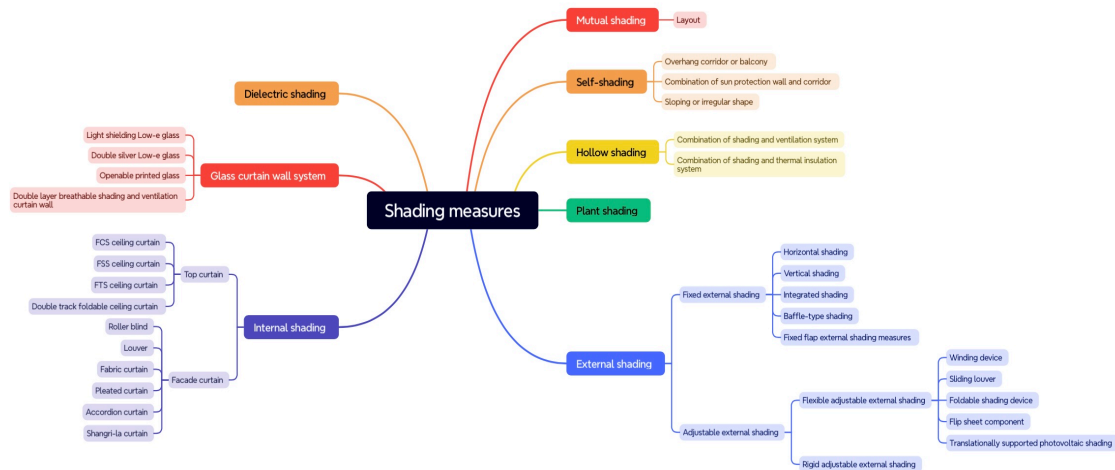 Shading measures
Mutual shading
Layout
Self-shading
Overhang corridor or balcony
Combination of sun protection wall and corridor
Sloping or irregular shape
Hollow shading
Combination of shading and ventilation system
Combination of shading and thermal insulation
system
Plant shading
External shading
Fixed external shading
Horizontal shading
Vertical shading
Integrated shading
Baffle-type shading
Fixed flap external shading measures
Adjustable external shading
Flexible adjustable external shading
Winding device
Sliding louver
Foldable shading device
Flip sheet component
Translationally supported photovoltaic shading
Rigid adjustable external shading
Dielectric shading
Glass curtain wall system
Light shielding Low-e glass
Double silver Low-e glass
Openable printed glass
Double layer breathable shading and ventilation
curtain wall
Internal shading
Top curtain
FCS ceiling curtain
FSS ceiling curtain
FTS ceiling curtain
Double track foldable ceiling curtain
Facade curtain
Roller blind
Louver
Fabric curtain
Pleated curtain
Accordion curtain
Shangri-la curtain